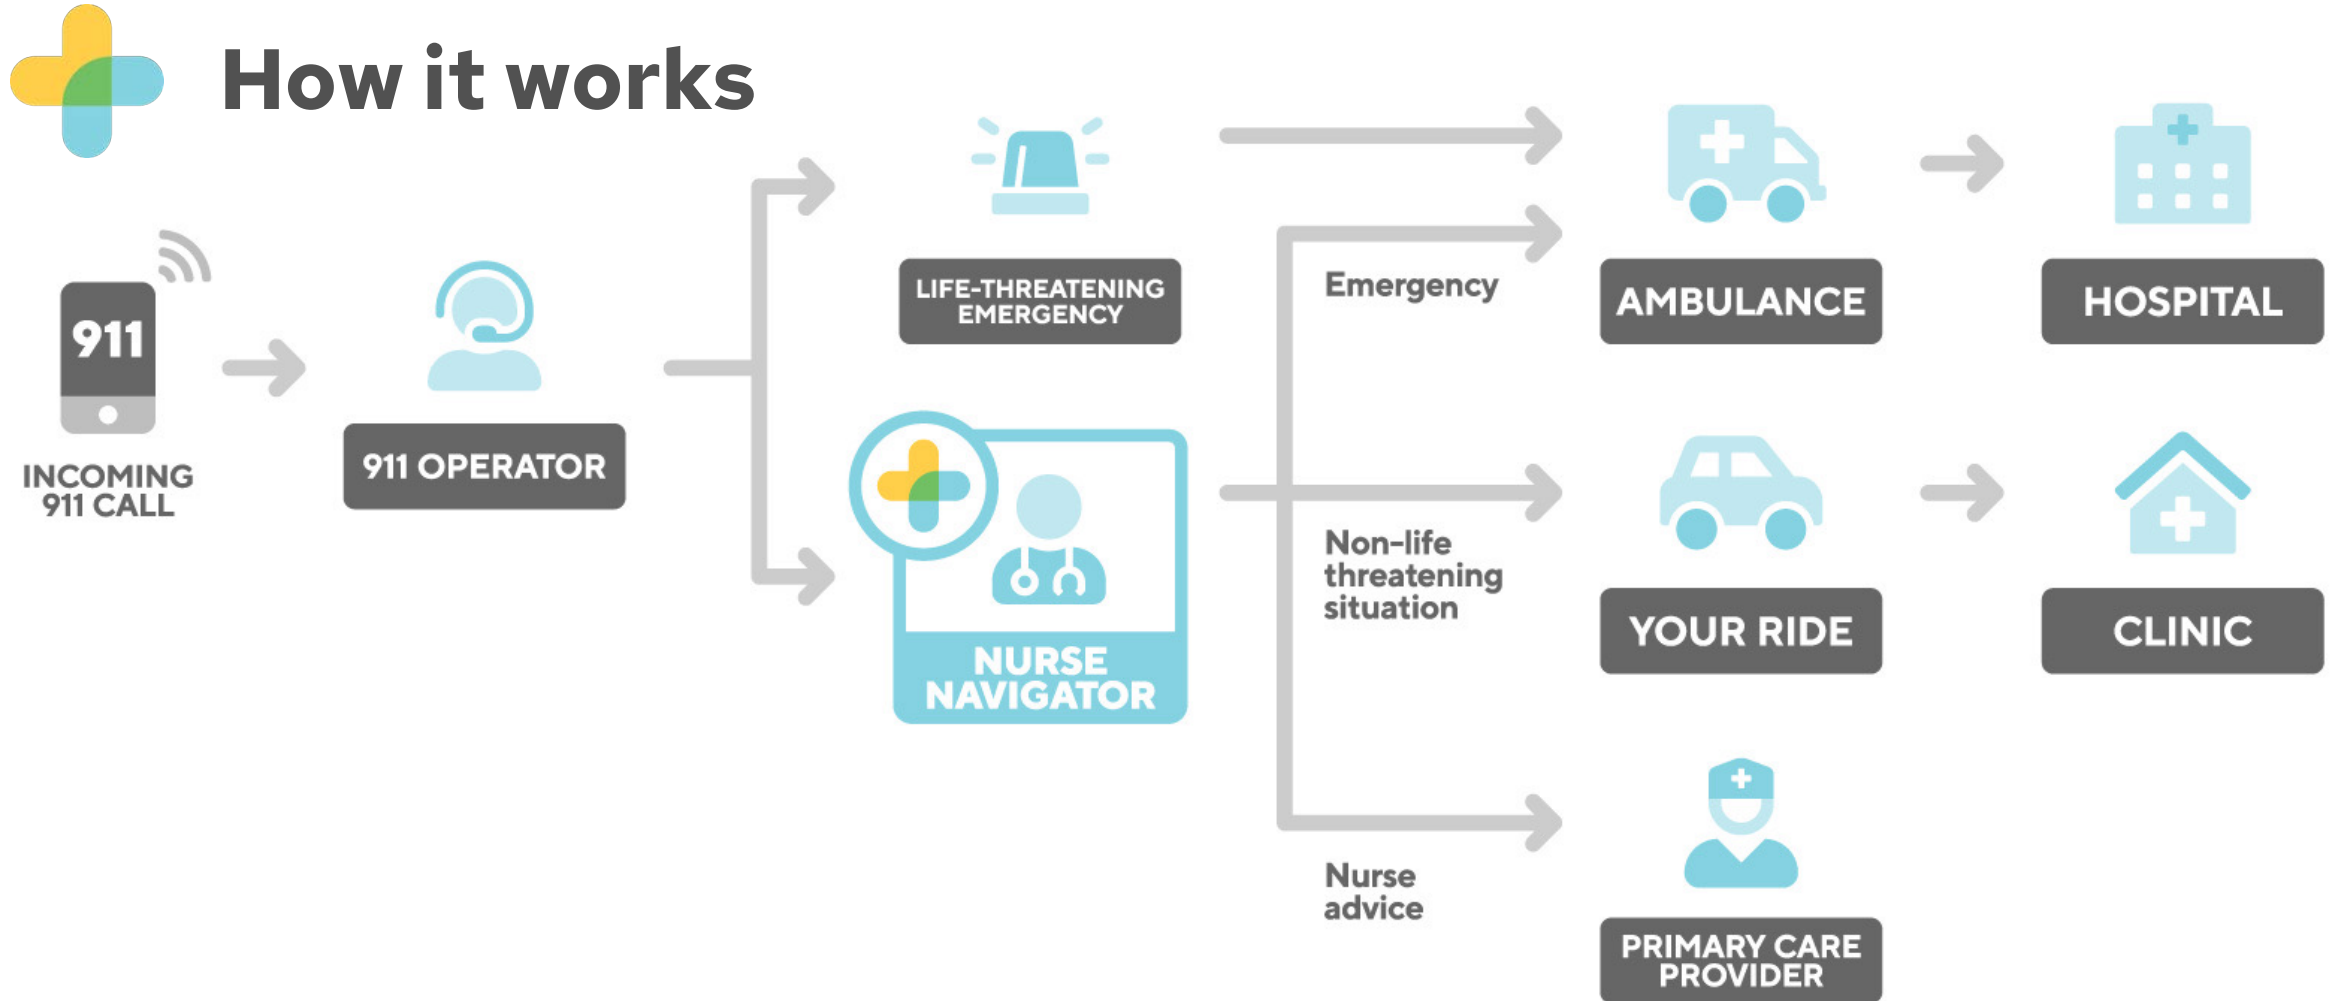 How it works
911
INCOMING
911 CALL
911 OPERATOR
LIFE-THREATENING
EMERGENCY
NURSE
NAVIGATOR
Emergency
Non-life
threatening
situation
Nurse
advice
AMBULANCE
HOSPITAL
YOUR RIDE
CLINIC
PRIMARY CARE
PROVIDER